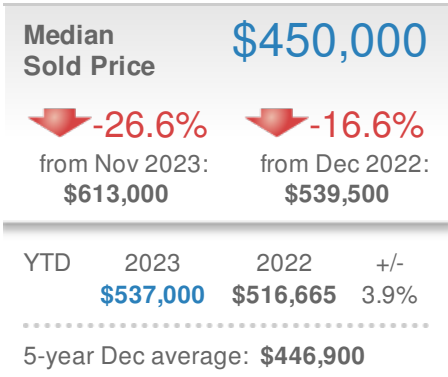 Median
Sold Price
$450,000
-26.6% -16.6%
from Nov 2023: from Dec 2022:
$613,000 $539,500
YTD 2023 2022 +/-
$537,000 $516,665 3.9%
5-year Dec average: $446,900